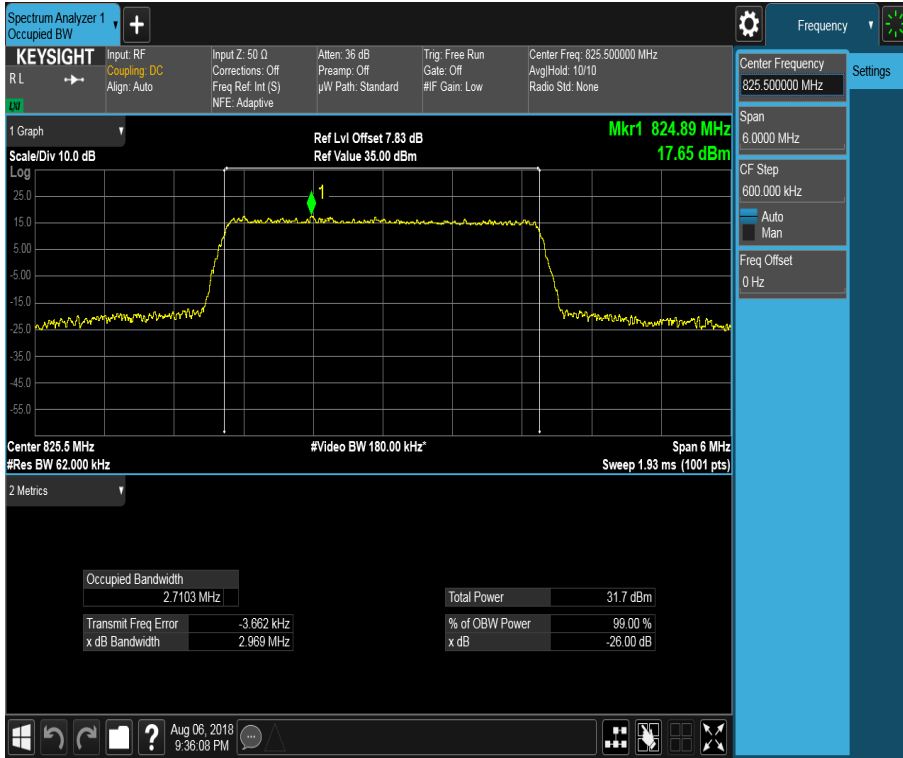 Spectrum Analyzer 1
Occupied BW
+
Frequency
KEYSIGHT
R L
LXI
Input: RF
Coupling: DC
Align: Auto
Input Z: 50 Ω
Corrections: Off
Freq Ref: Int (S)
NFE: Adaptive
Atten: 36 dB
Preamp: Off
µW Path: Standard
Trig: Free Run
Gate: Off
#IF Gain: Low
Center Freq: 825.500000 MHz
Avg|Hold: 10/10
Radio Std: None
Center Frequency
825.500000 MHz
Settings
Span
6.0000 MHz
CF Step
600.000 kHz
Auto
Man
Freq Offset
0 Hz
1 Graph
Scale/Div 10.0 dB
Log
Ref Lvl Offset 7.83 dB
Ref Value 35.00 dBm
Mkr1 824.89 MHz
17.65 dBm
1
25.0
15.0
5.00
-5.00
-15.0
-25.0
-35.0
-45.0
-55.0
Center 825.5 MHz
#Video BW 180.00 kHz*
Span 6 MHz
#Res BW 62.000 kHz
Sweep 1.93 ms (1001 pts)
2 Metrics
Occupied Bandwidth
2.7103 MHz
Total Power 31.7 dBm
Transmit Freq Error -3.662 kHz
% of OBW Power 99.00 %
x dB Bandwidth 2.969 MHz
x dB -26.00 dB
?
Aug 06, 2018
9:36:08 PM